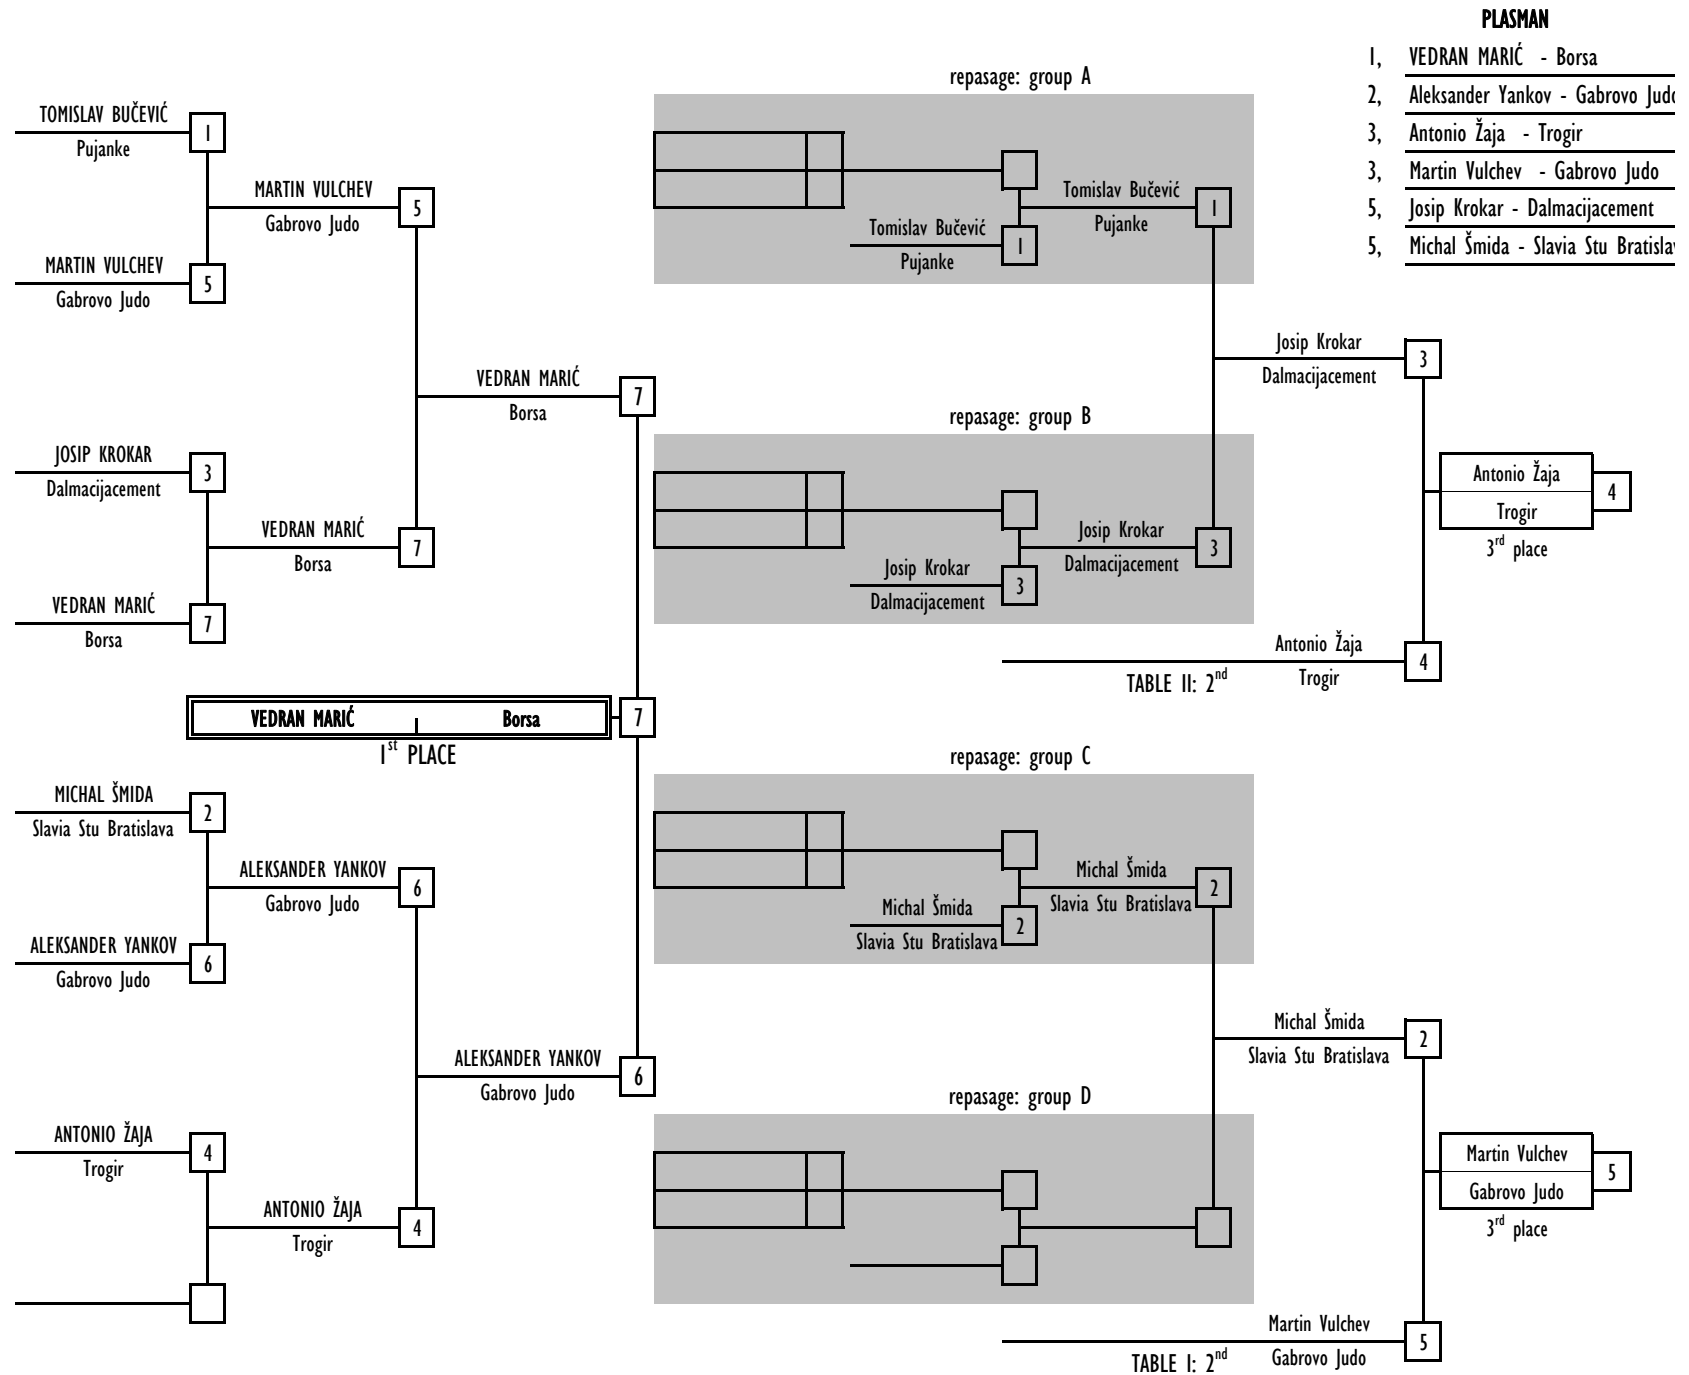 PLASMAN
1, VEDRAN MARIĆ - Borsa
2, Aleksander Yankov - Gabrovo Judo
3, Antonio Žaja - Trogir
3, Martin Vulchev - Gabrovo Judo
5, Josip Krokar - Dalmacijacement
5, Michal Šmida - Slavia Stu
TOMISLAV BUČEVIĆ
1
Pujanke
MARTIN VULCHEV
5
Gabrovo Judo
MARTIN VULCHEV
5
Gabrovo Judo
VEDRAN MARIĆ
7
Borsa
JOSIP KROKAR
3
Dalmacijacement
VEDRAN MARIĆ
7
Borsa
VEDRAN MARIĆ
7
Borsa
VEDRAN MARIĆ Borsa
7
1st PLACE
MICHAL ŠMIDA
2
Slavia Stu Bratislava
ALEKSANDER YANKOV
6
Gabrovo Judo
ALEKSANDER YANKOV
6
Gabrovo Judo
ALEKSANDER YANKOV
6
Gabrovo Judo
ANTONIO ŽAJA
4
Trogir
ANTONIO ŽAJA
4
Trogir
repasage: group A
Tomislav Bučević
1
Pujanke
Tomislav Bučević
1
Pujanke
Josip Krokar
3
Dalmacijacement
repasage: group B
Josip Krokar
3
Dalmacijacement
Josip Krokar
3
Dalmacijacement
Antonio Žaja
4
Trogir
3rd place
Antonio Žaja
4
TABLE II: 2nd
Trogir
repasage: group C
Michal Šmida
2
Slavia Stu Bratislava
Michal Šmida
2
Slavia Stu Bratislava
Michal Šmida
2
Slavia Stu Bratislava
repasage: group D
Martin Vulchev
5
Gabrovo Judo
3rd place
Martin Vulchev
5
TABLE I: 2nd
Gabrovo Judo